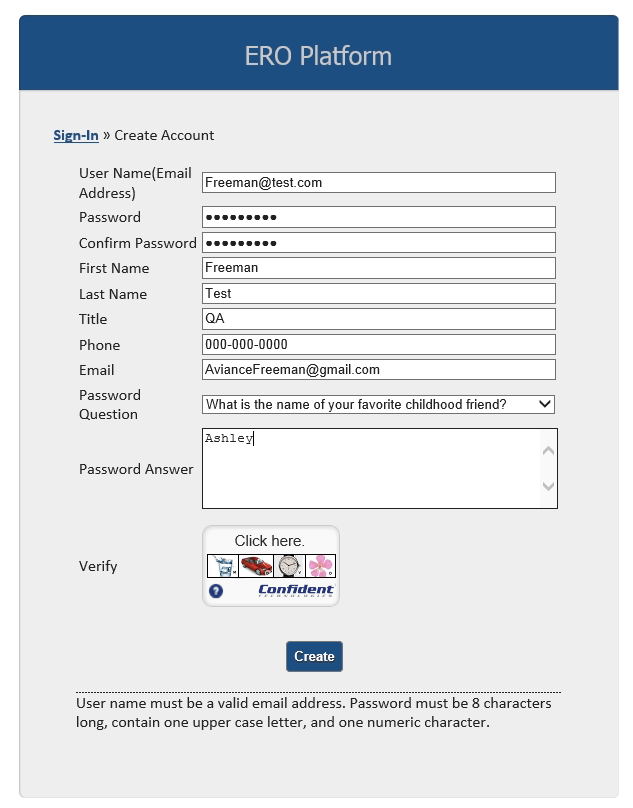 ERO Platform
Sign-In » Create Account
User Name(Email
Address)
Freeman@test.com
Password
•••••••••
Confirm Password
•••••••••
First Name
Freeman
Last Name
Test
Title
QA
Phone
000-000-0000
Email
AvianceFreeman@gmail.com
Password
Question
What is the name of your favorite childhood friend?
Password Answer
Ashley
Verify
Click here.
?
Confident
TECHNOLOGIES
Create
User name must be a valid email address. Password must be 8 characters
long, contain one upper case letter, and one numeric character.